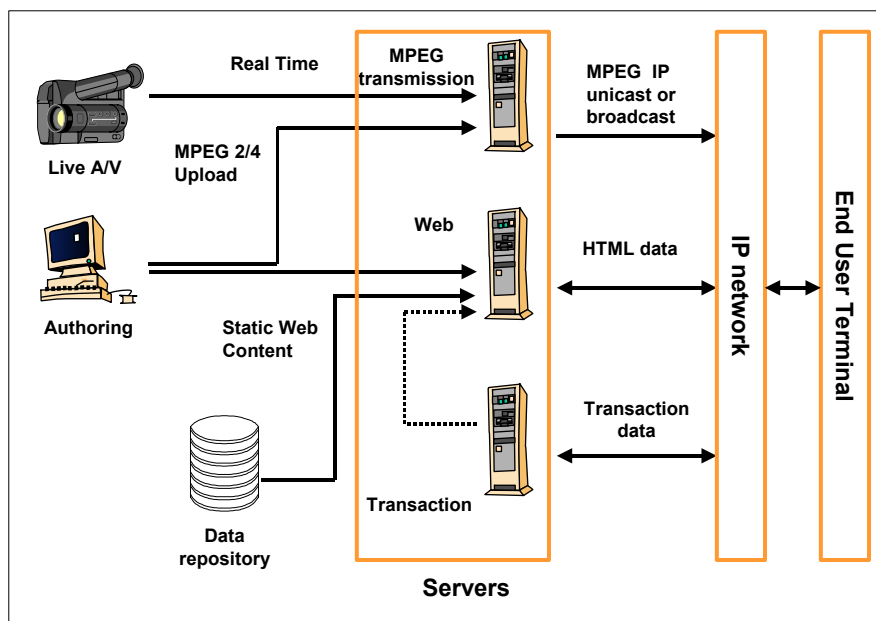 Real Time
MPEG
transmission
MPEG IP
unicast or
broadcast
Live A/V
MPEG 2/4
Upload
Web
HTML data
Authoring
Static Web
Content
Transaction
data
Transaction
Data
repository
Servers
IP network
End User Terminal